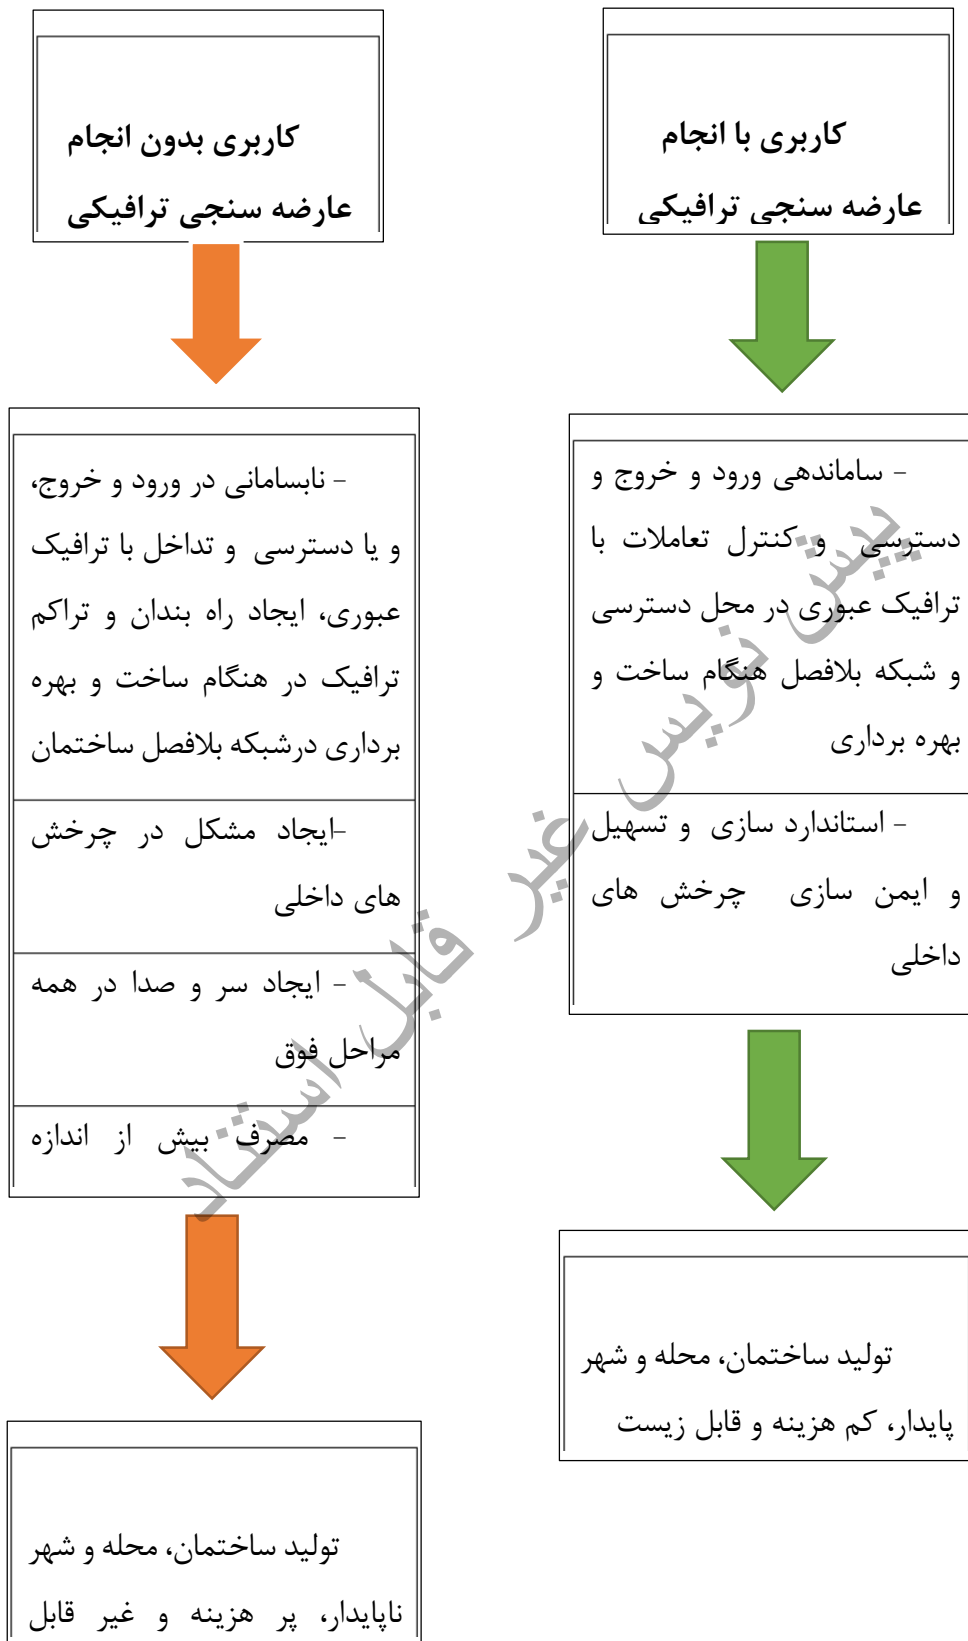 کاربری با انجام
عارضه سنجی ترافیکی
- ساماندهی ورود و خروج و
دسترسی و کنترل تعاملات با
ترافیک عبوری در محل دسترسی
و شبکه بلافصل هنگام ساخت و
بهره برداری
- استاندارد سازی و تسهیل
و ایمن سازی چرخش های
داخلی
تولید ساختمان، محله و شهر
پایدار، کم هزینه و قابل زیست
کاربری بدون انجام
عارضه سنجی ترافیکی
- نابسامانی در ورود و خروج،
و یا دسترسی و تداخل با ترافیک
عبوری، ایجاد راه بندان و تراکم
ترافیک در هنگام ساخت و بهره
برداری درشبکه بلافصل ساختمان
-ایجاد مشکل در چرخش
های داخلی
- ایجاد سر و صدا در همه
مراحل فوق
- مصرف بیش از اندازه
تولید ساختمان، محله و شهر
ناپایدار، پر هزینه و غیر قابل
پیش نویس غیر قابل استناد